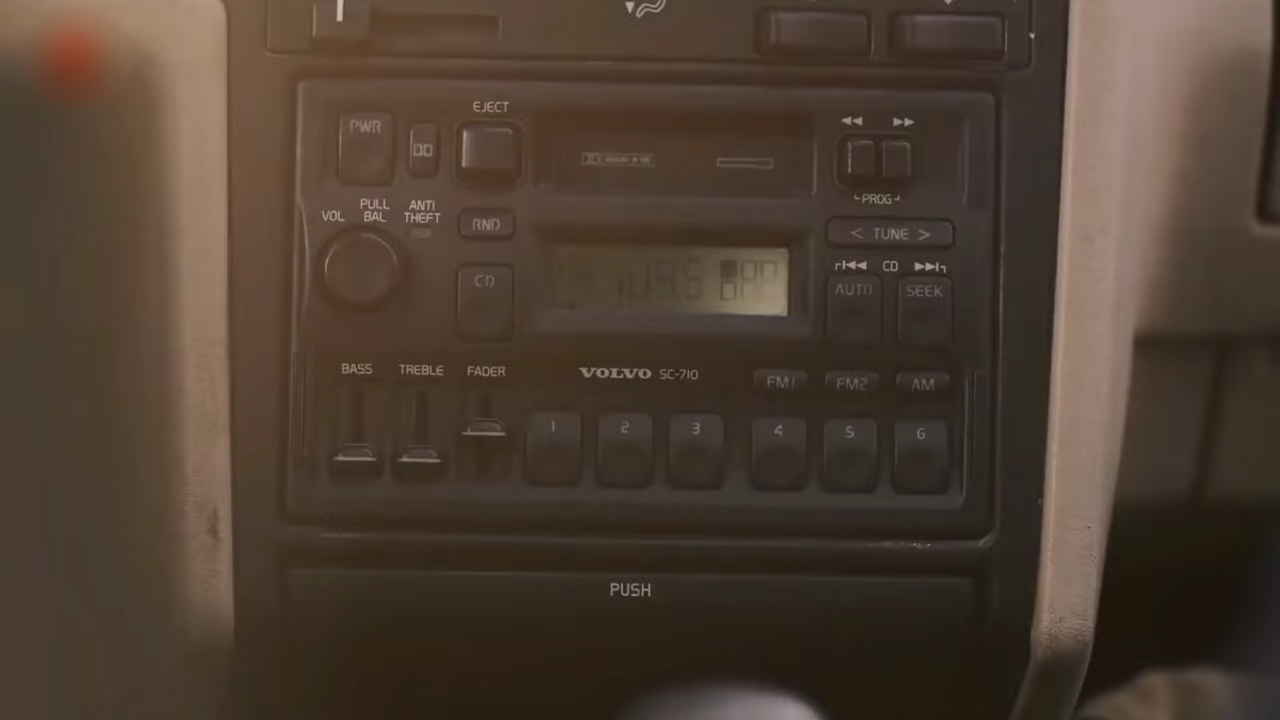 EJECT
PWR
VOL
PULL
BAL
ANTI
THEFT
RND
CD
PROG
< TUNE >
CD
AUTO
SEEK
BASS
TREBLE
FADER
VOLVO SC-710
FM1
FM2
AM
1
2
3
4
5
6
PUSH